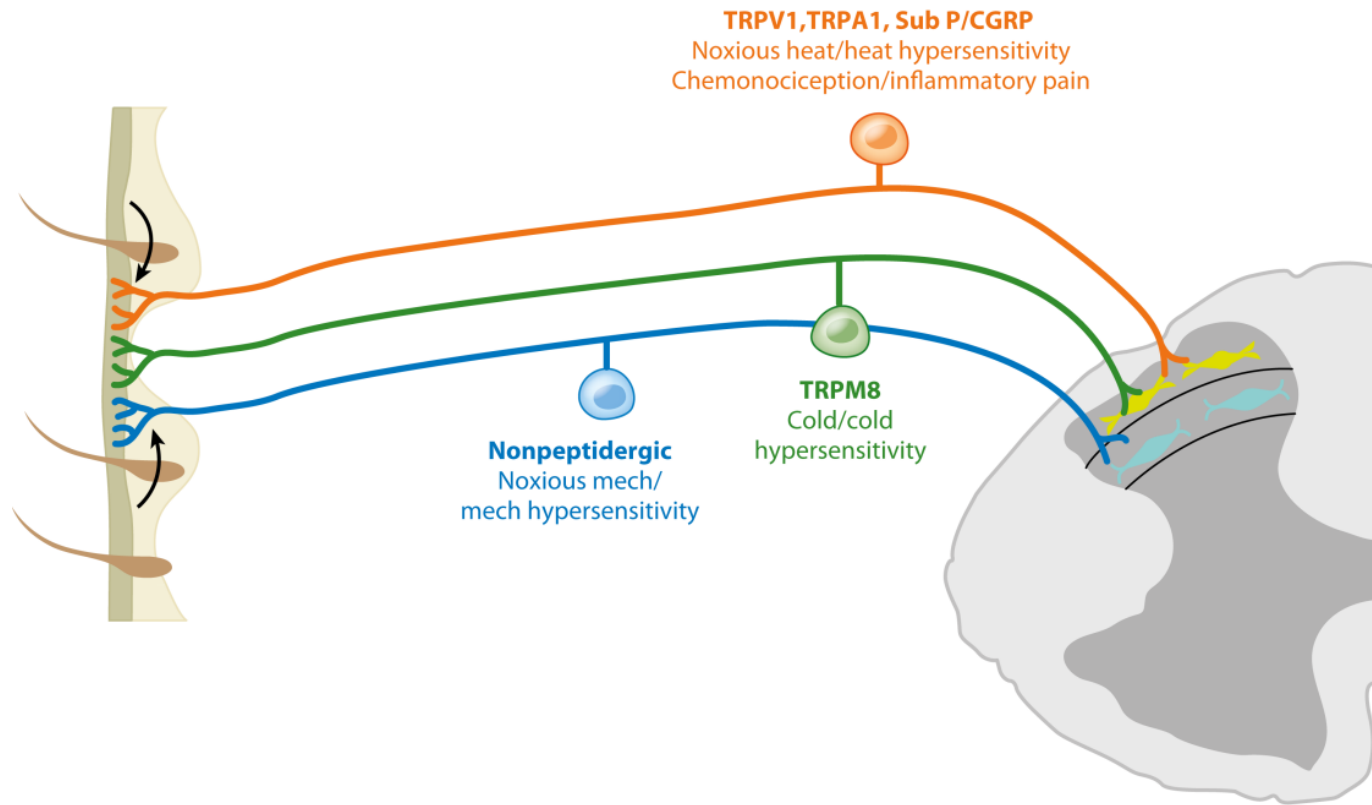 TRPV1,TRPA1, Sub P/CGRP
Noxious heat/heat hypersensitivity
Chemonociception/inflammatory pain
TRPM8
Cold/cold
hypersensitivity
Nonpeptidergic
Noxious mech/
mech hypersensitivity